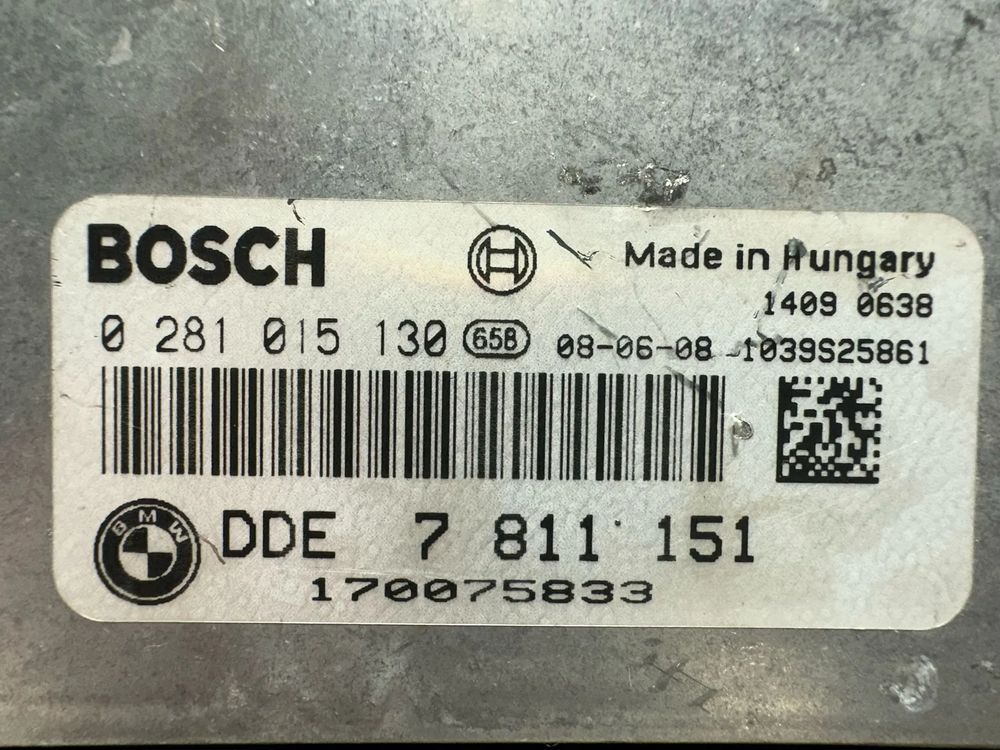 BOSCH
Made in Hungary
1409 0638
0 281 015 130 658 08-06-08 1039S25861
BMW
DDE 7 811 151
170075833